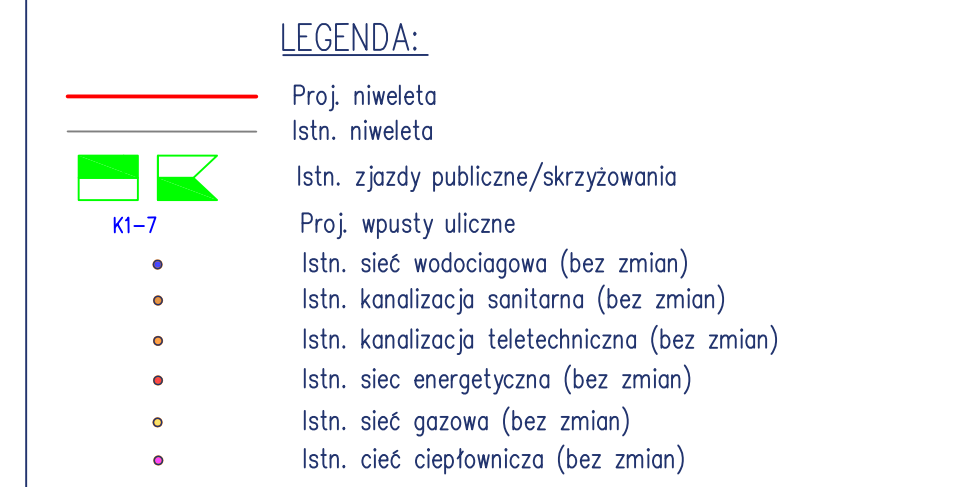 LEGENDA:
Proj. niweleta
Istn. niweleta
Istn. zjazdy publiczne/skrzyżowania
K1-7 Proj. wpusty uliczne
Istn. sieć wodociagowa (bez zmian)
Istn. kanalizacja sanitarna (bez zmian)
Istn. kanalizacja teletechniczna (bez zmian)
Istn. siec energetyczna (bez zmian)
Istn. sieć gazowa (bez zmian)
Istn. cieć ciepłownicza (bez zmian)